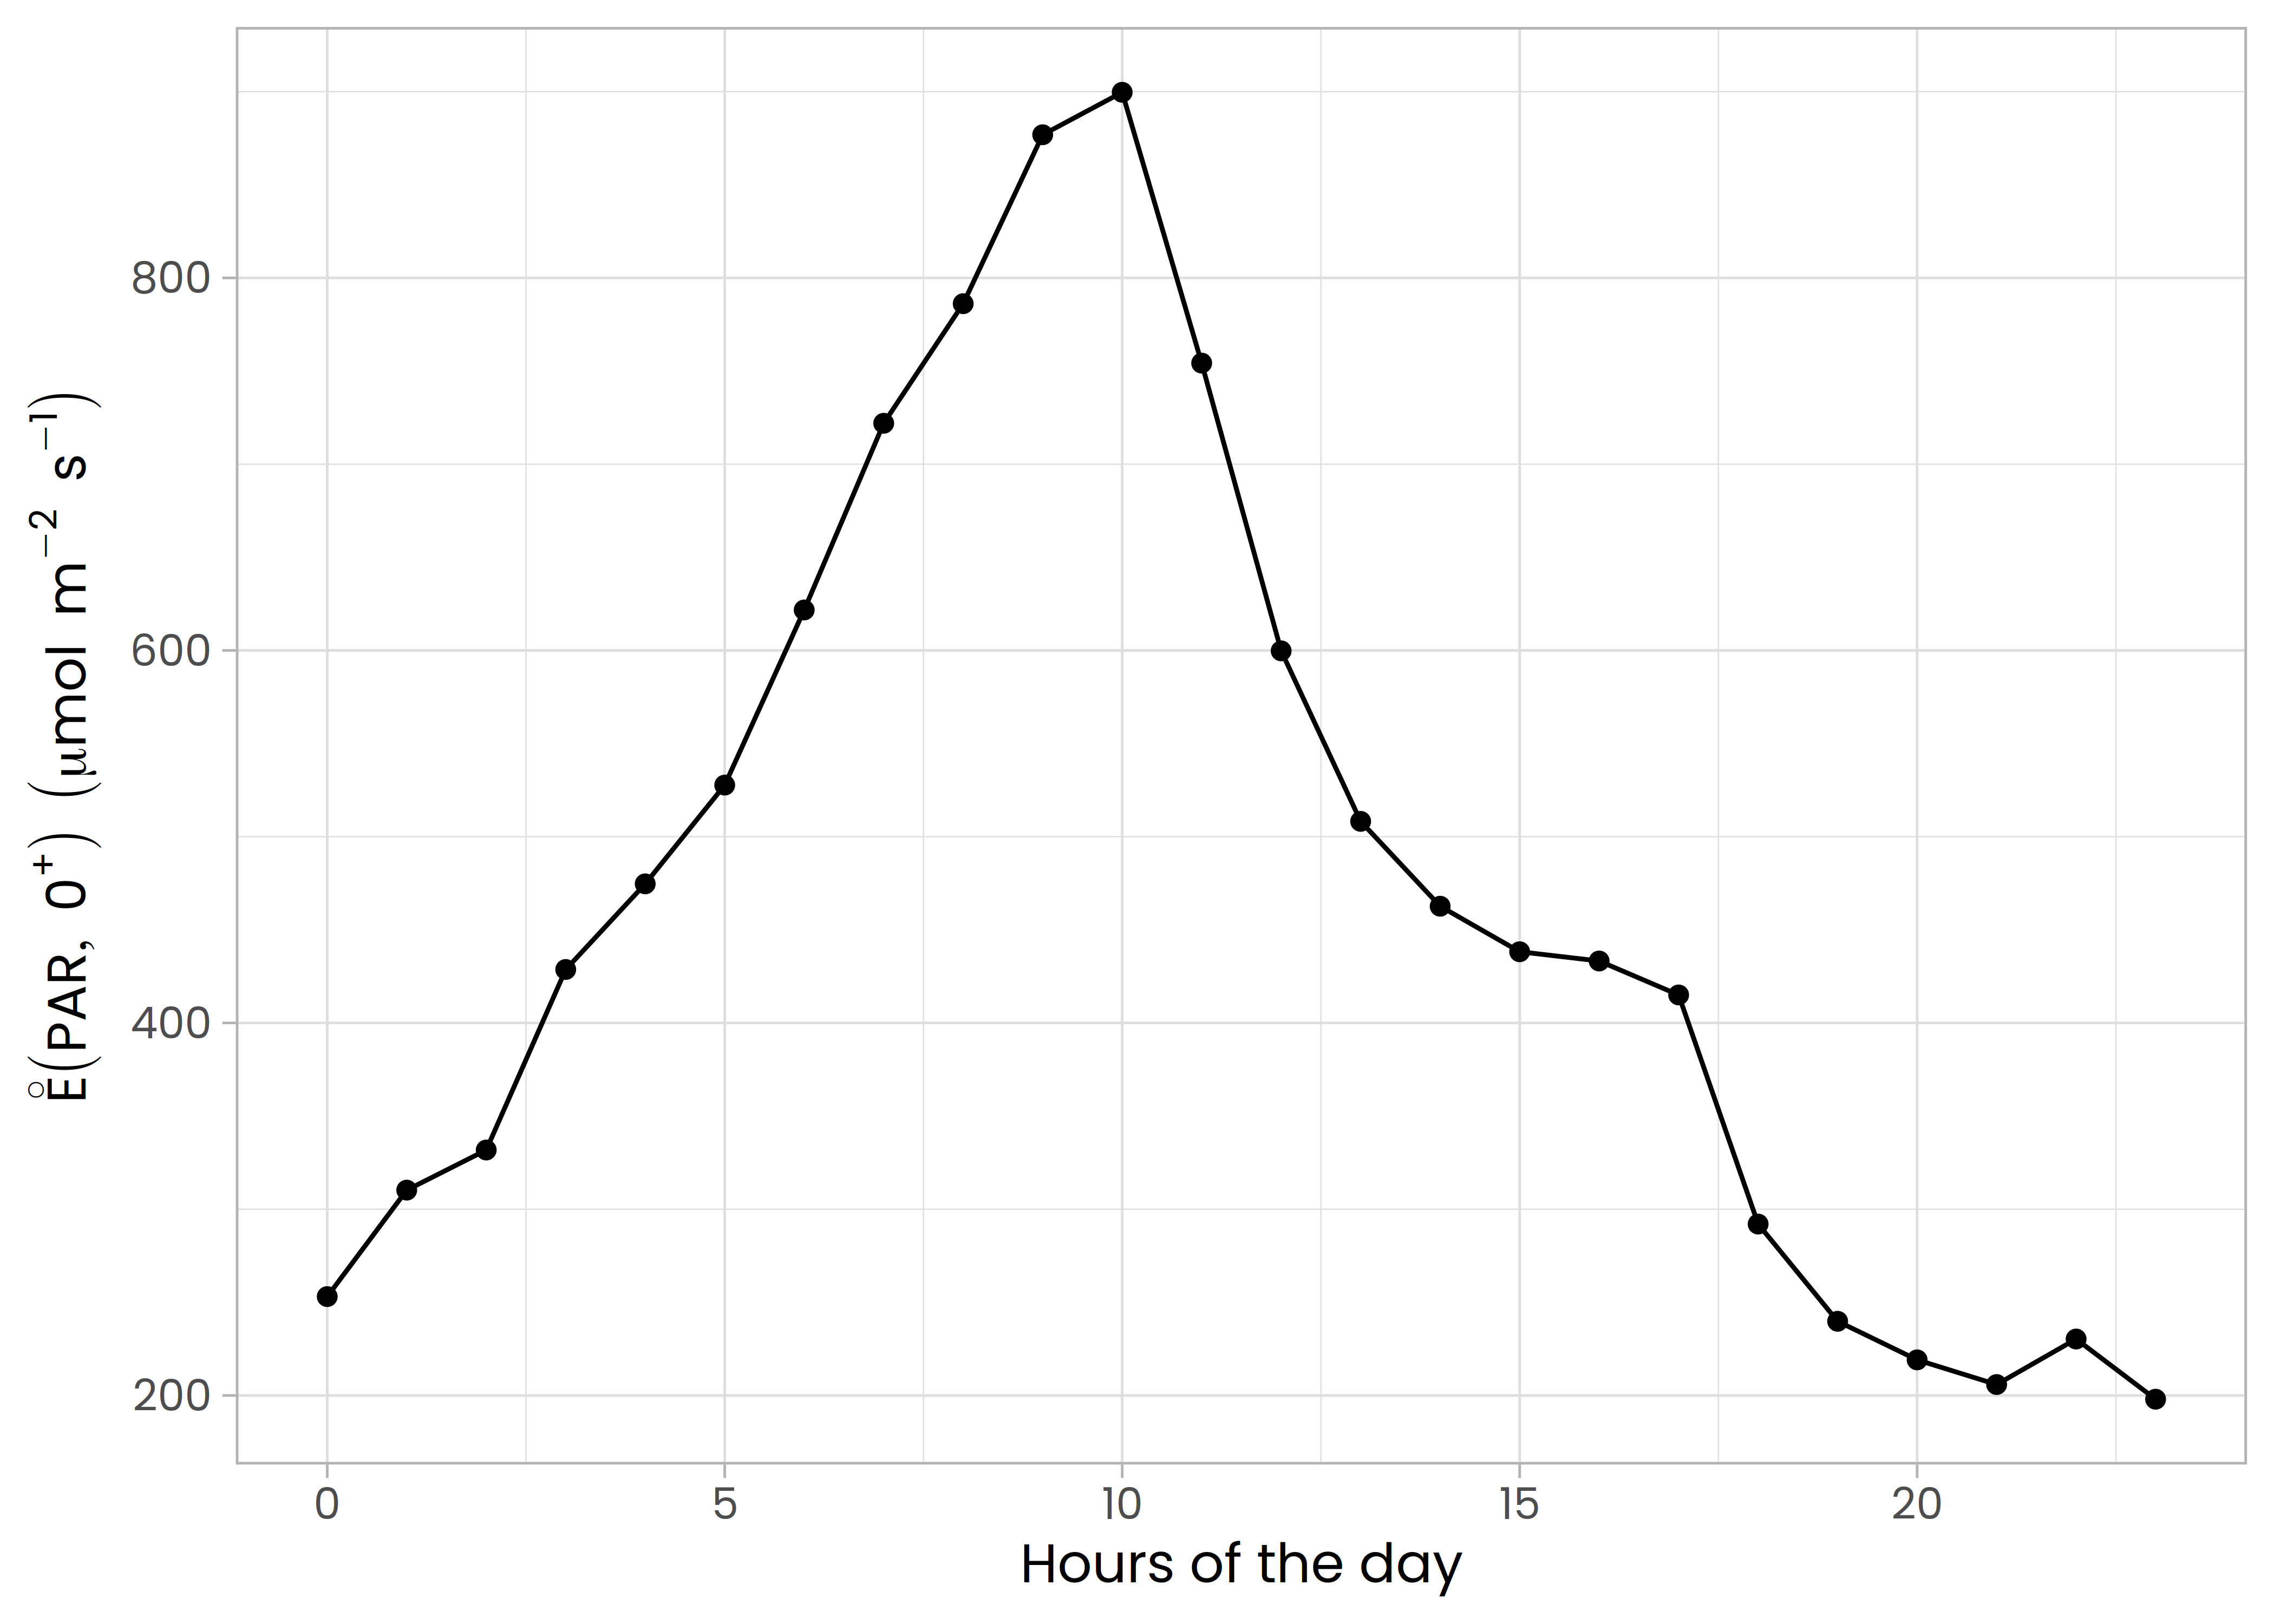 E̊(PAR, 0⁺) (μmol m⁻² s⁻¹)
800
600
400
200
0 5 10 15 20
Hours of the day